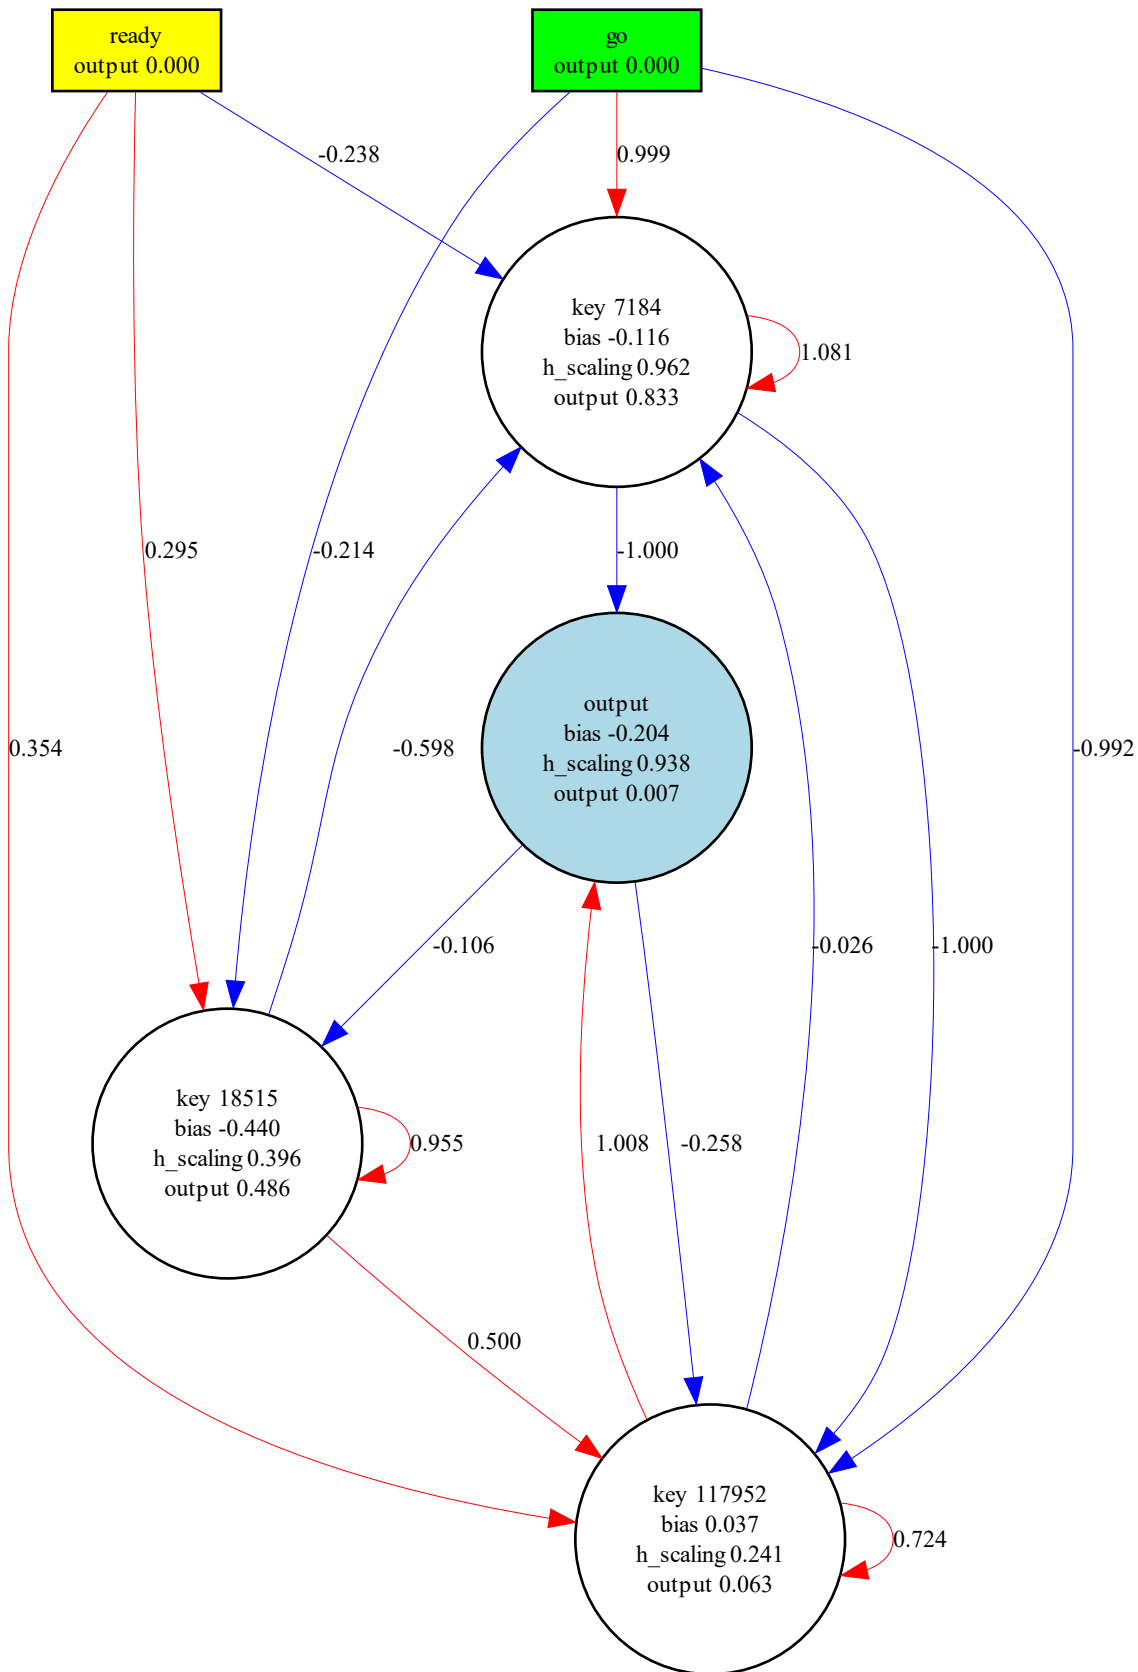 ready
output 0.000
go
output 0.000
-0.238
0.999
key 7184
bias -0.116
h_scaling 0.962
output 0.833
1.081
0.295
-0.214
-1.000
output
bias -0.204
h_scaling 0.938
output 0.007
0.354
-0.598
-0.992
-0.106
-0.026
-1.000
key 18515
bias -0.440
h_scaling 0.396
output 0.486
0.955
1.008
-0.258
0.500
key 117952
bias 0.037
h_scaling 0.241
output 0.063
0.724